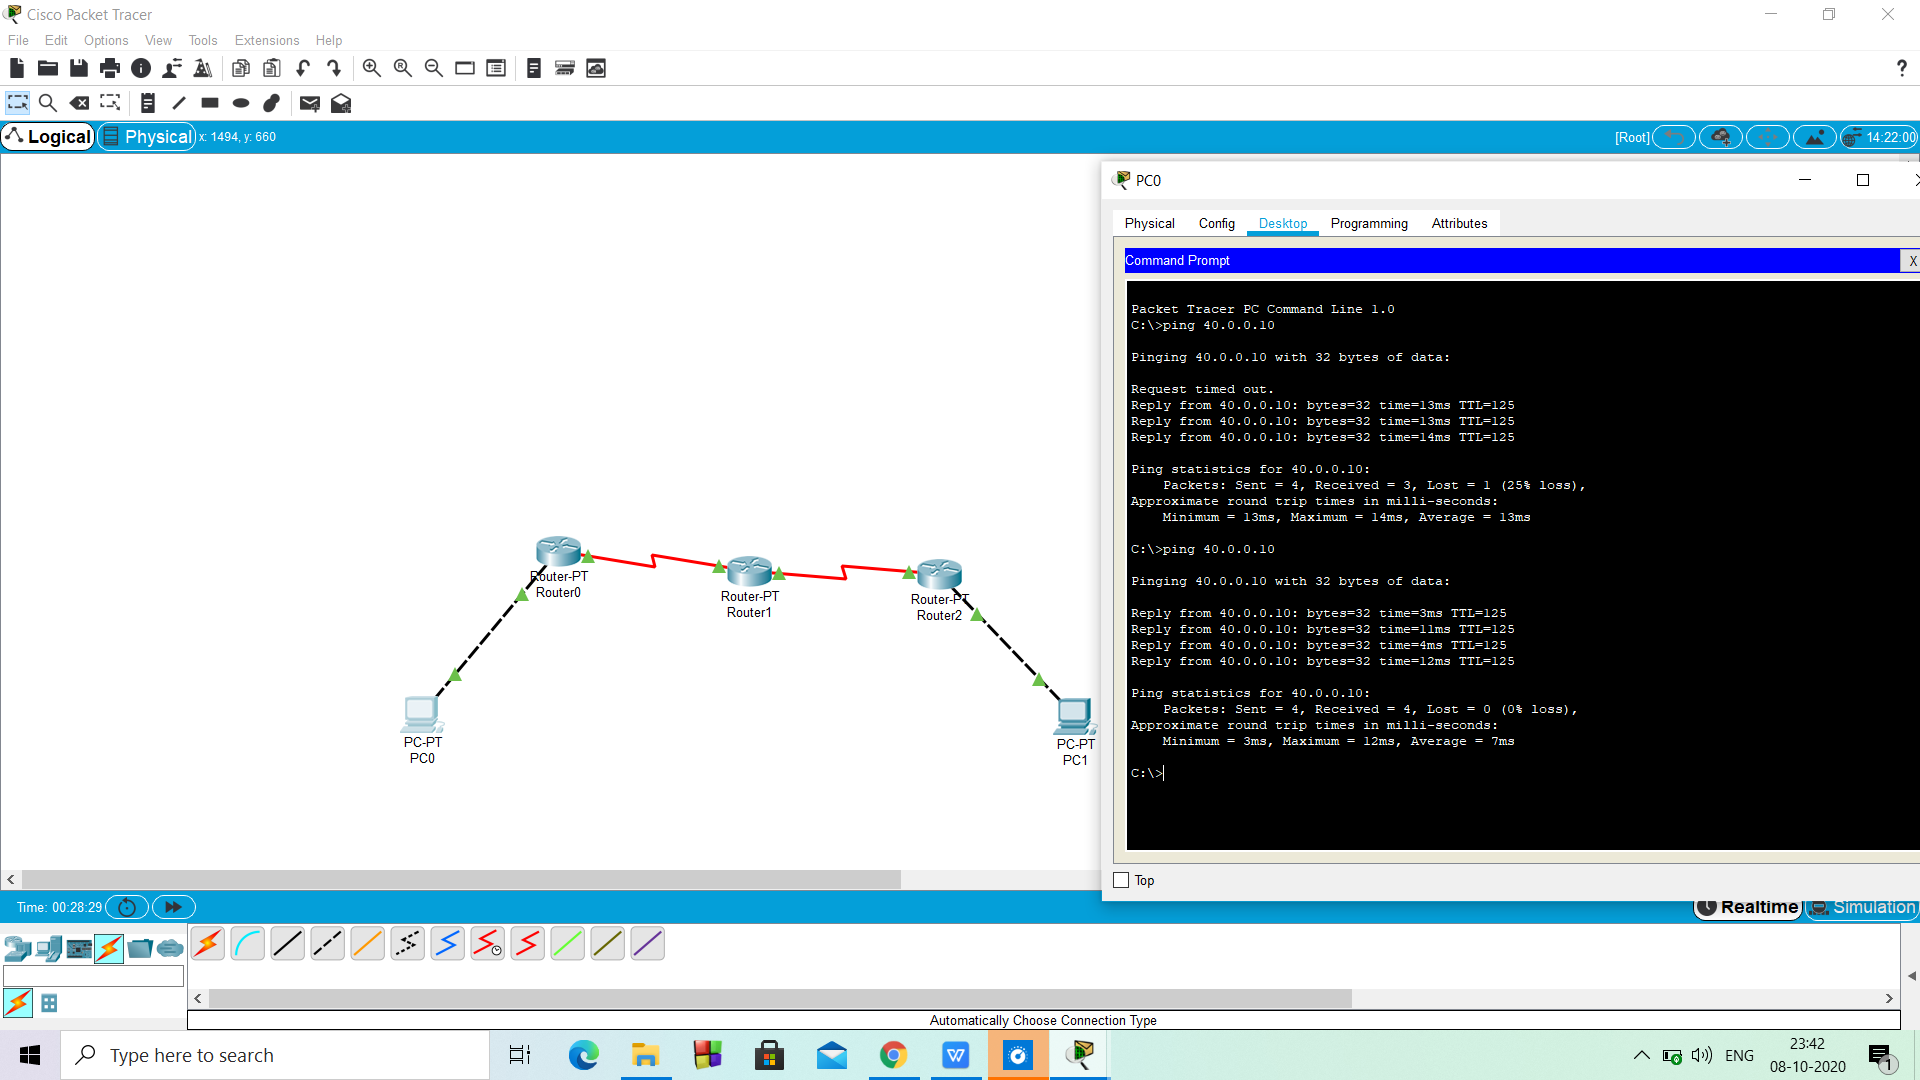 Cisco Packet Tracer
File Edit Options View Tools Extensions Help
?
Logical Physical x: 1494, y: 660 [Root] 14:22:00
PC0
Physical Config Desktop Programming Attributes
Command Prompt X
Packet Tracer PC Command Line 1.0
C:\>ping 40.0.0.10
Pinging 40.0.0.10 with 32 bytes of data:
Request timed out.
Reply from 40.0.0.10: bytes=32 time=13ms TTL=125
Reply from 40.0.0.10: bytes=32 time=13ms TTL=125
Reply from 40.0.0.10: bytes=32 time=14ms TTL=125
Ping statistics for 40.0.0.10:
Packets: Sent = 4, Received = 3, Lost = 1 (25% loss),
Approximate round trip times in milli-seconds:
Minimum = 13ms, Maximum = 14ms, Average = 13ms
C:\>ping 40.0.0.10
Pinging 40.0.0.10 with 32 bytes of data:
Reply from 40.0.0.10: bytes=32 time=3ms TTL=125
Reply from 40.0.0.10: bytes=32 time=11ms TTL=125
Reply from 40.0.0.10: bytes=32 time=4ms TTL=125
Reply from 40.0.0.10: bytes=32 time=12ms TTL=125
Ping statistics for 40.0.0.10:
Packets: Sent = 4, Received = 4, Lost = 0 (0% loss),
Approximate round trip times in milli-seconds:
Minimum = 3ms, Maximum = 12ms, Average = 7ms
C:\>
Top
Router-PT
Router0
Router-PT
Router1
Router-PT
Router2
PC-PT
PC0
PC-PT
PC1
Time: 00:28:29 Realtime Simulation
Automatically Choose Connection Type
Type here to search
ENG
23:42
08-10-2020
1